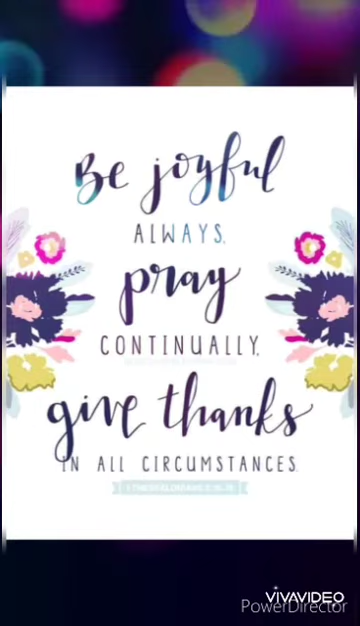 Be joyful
ALWAYS,
pray
CONTINUALLY,
give thanks
IN ALL CIRCUMSTANCES.
VIVAVIDEO
PowerDirector